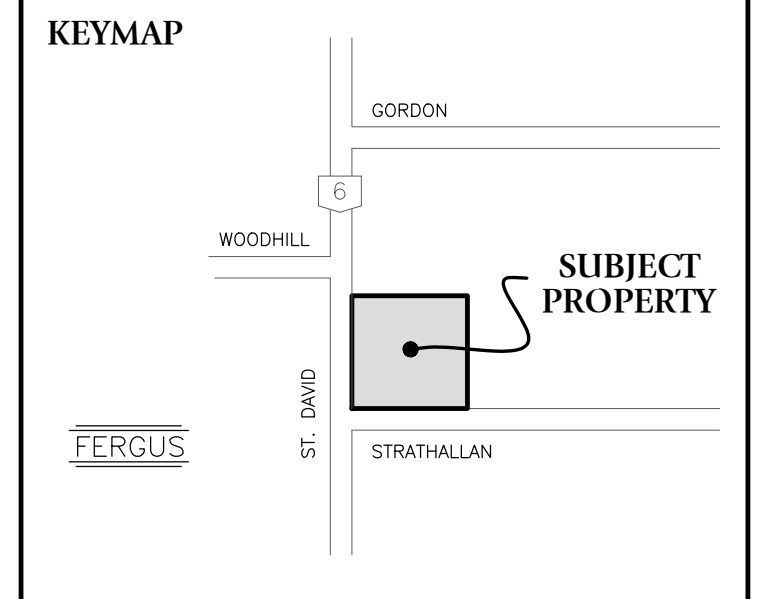 KEYMAP
GORDON
6
WOODHILL
SUBJECT
PROPERTY
ST. DAVID
FERGUS
STRATHALLAN